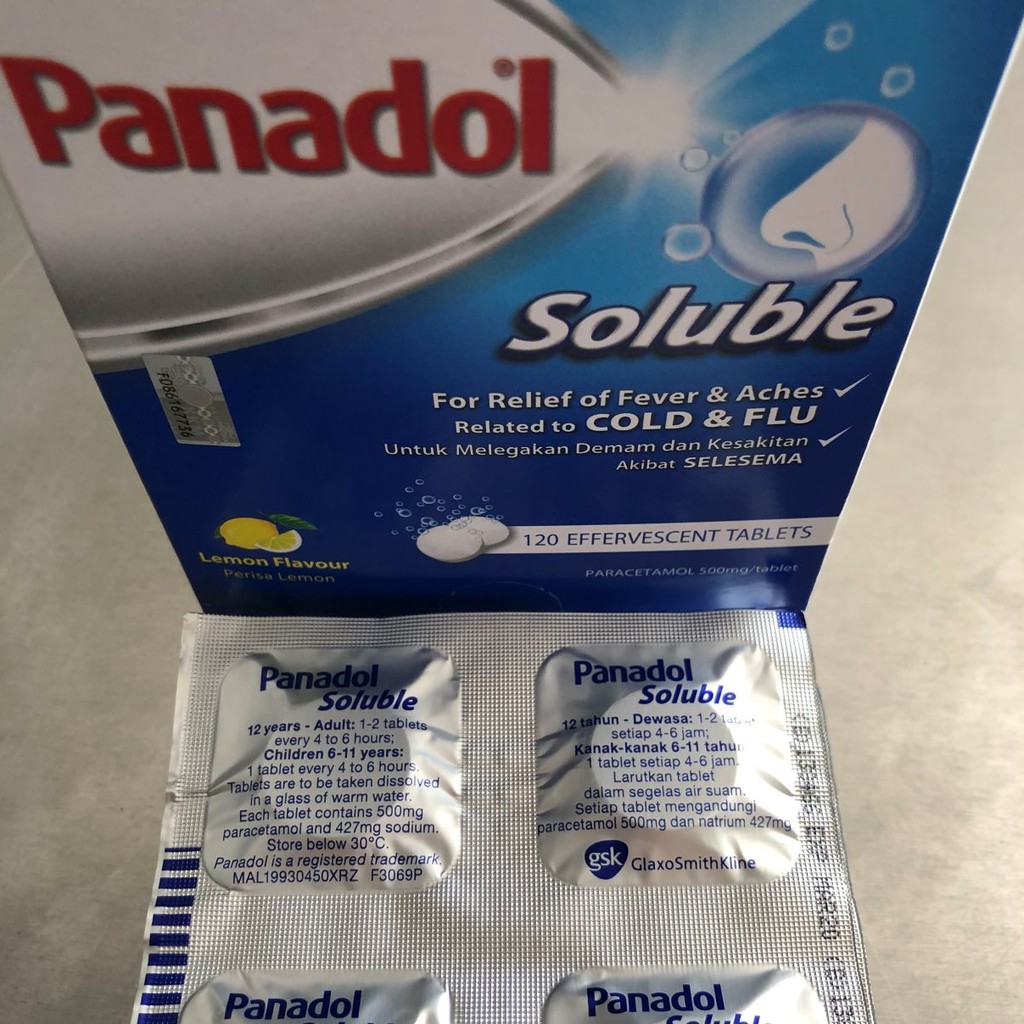 Panadol®
Soluble
For Relief of Fever & Aches
Related to COLD & FLU
Untuk Melegakan Demam dan Kesakitan
Akibat SELESEMA
FD86167736
Lemon Flavour
Perisa Lemon
120 EFFERVESCENT TABLETS
PARACETAMOL 500mg/tablet
Panadol
Soluble
12 years - Adult: 1-2 tablets
every 4 to 6 hours;
Children 6-11 years:
1 tablet every 4 to 6 hours.
Tablets are to be taken dissolved
in a glass of warm water.
Each tablet contains 500mg
paracetamol and 427mg sodium.
Store below 30°C.
Panadol is a registered trademark.
MAL19930450XRZ F3069P
Panadol
Soluble
12 tahun - Dewasa: 1-2
setiap 4-6 jam;
Kanak-kanak 6-11 tahun
1 tablet setiap 4-6 jam.
Larutkan tablet
dalam segelas air suam.
Setiap tablet mengandungi
paracetamol 500mg dan natrium 427mg
gsk GlaxoSmithKline
Panadol
Soluble
Panadol
Soluble